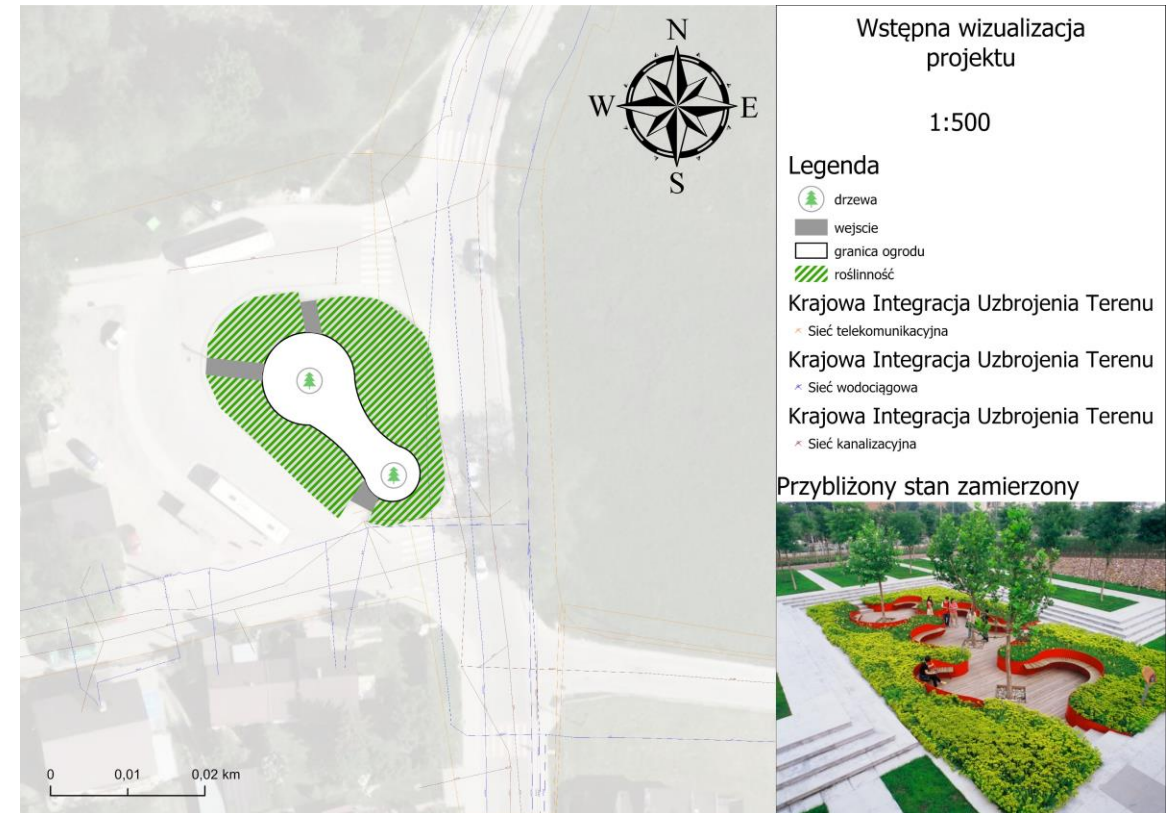 N
W
E
S
0
0,01
0,02 km
Wstępna wizualizacja
projektu
1:500
Legenda
drzewa
wejscie
granica ogrodu
roślinność
Krajowa Integracja Uzbrojenia Terenu
Sieć telekomunikacyjna
Krajowa Integracja Uzbrojenia Terenu
Sieć wodociągowa
Krajowa Integracja Uzbrojenia Terenu
Sieć kanalizacyjna
Przybliżony stan zamierzony